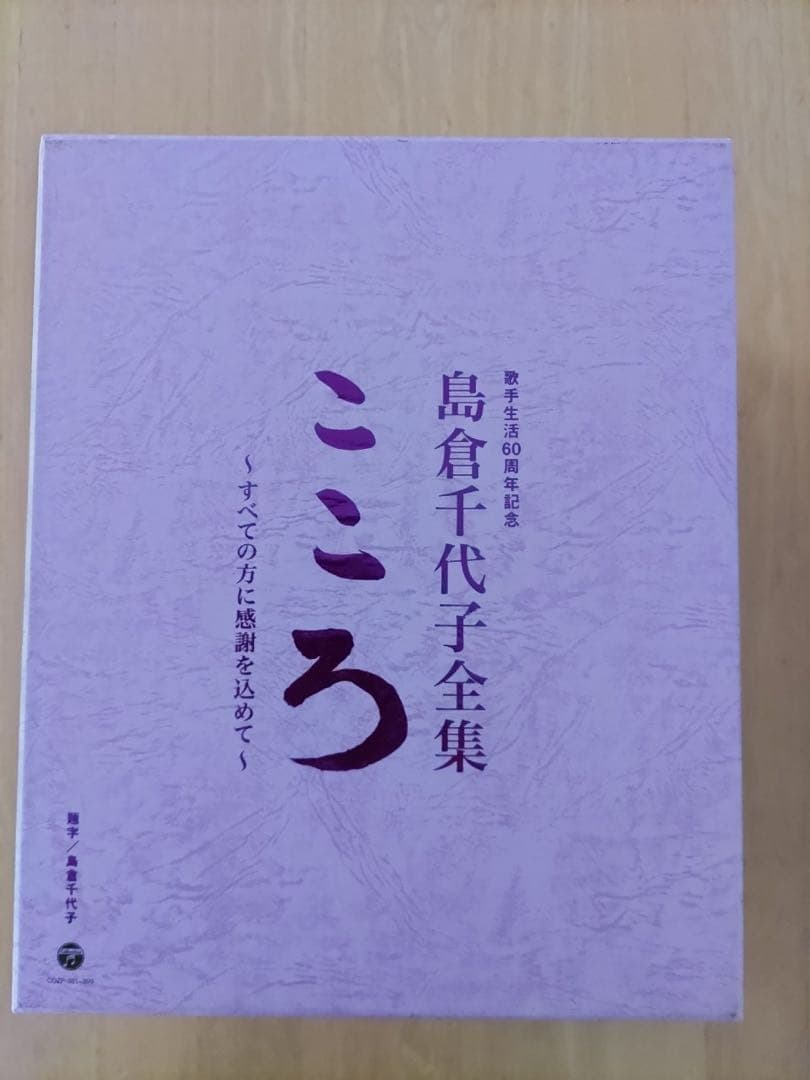 歌手生活60周年記念
島倉千代子全集
こころ
～すべての方に感謝を込めて～
題字／島倉千代子